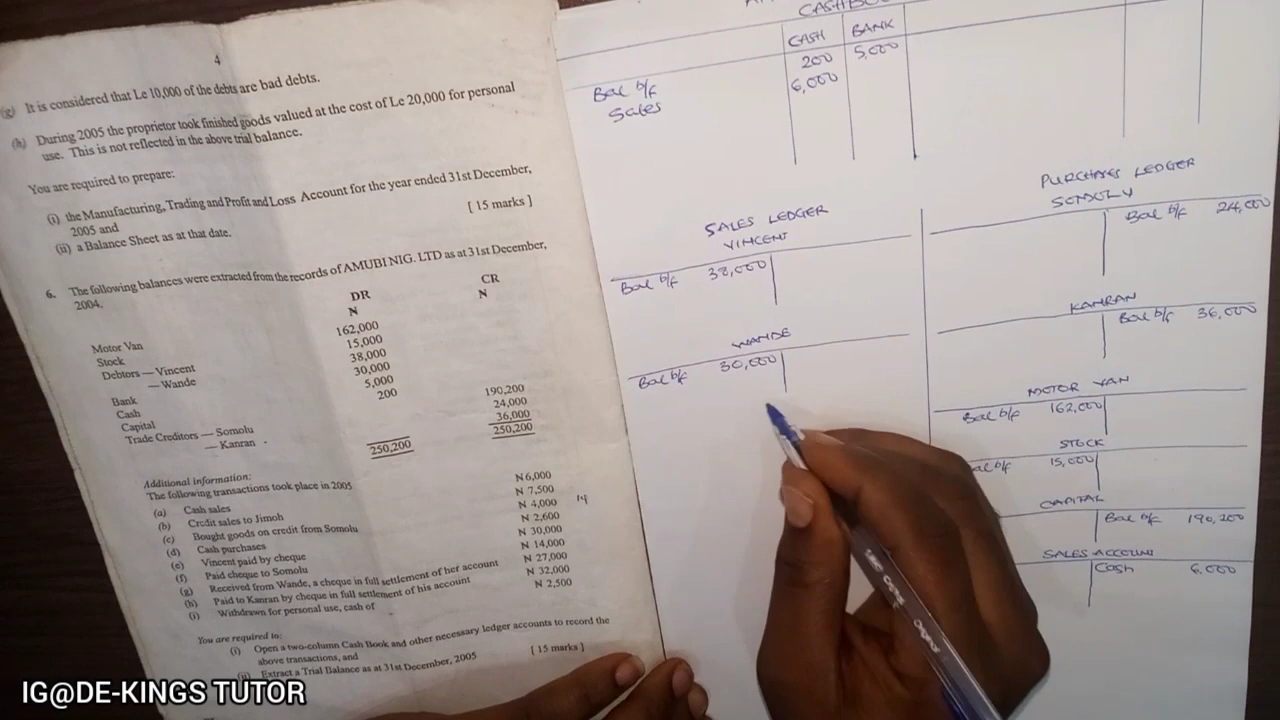 4
(g) It is considered that Le 10,000 of the debts are bad debts.
(h) During 2005 the proprietor took finished goods valued at the cost of Le 20,000 for personal
use. This is not reflected in the above trial balance.
You are required to prepare:
(i) the Manufacturing, Trading and Profit and Loss Account for the year ended 31st December,
2005 and
[ 15 marks ]
(ii) a Balance Sheet as at that date.
6. The following balances were extracted from the records of AMUBI NIG. LTD as at 31st December,
2004.
DR CR
N N
Motor Van 162,000
Stock 15,000
Debtors — Vincent 38,000
— Wande 30,000
Bank 5,000
Cash 200
Capital 190,200
Trade Creditors — Somolu 24,000
— Kanran 36,000
250,200 250,200
Additional information:
The following transactions took place in 2005
(a) Cash sales N6,000
(b) Credit sales to Jimoh N 7,500
(c) Bought goods on credit from Somolu N 4,000 14
(d) Cash purchases N 2,600
(e) Vincent paid by cheque N 30,000
(f) Paid cheque to Somolu N 14,000
(g) Received from Wande, a cheque in full settlement of her account N 27,000
(h) Paid to Kanran by cheque in full settlement of his account N 32,000
(i) Withdrawn for personal use, cash of N 2,500
You are required to:
(i) Open a two-column Cash Book and other necessary ledger accounts to record the
above transactions, and
[ 15 marks ]
(ii) Extract a Trial Balance as at 31st December, 2005
CASH BANK
Bal b/f 200 5,000
Sales 6,000
SALES LEDGER
VINCENT
Bal b/f 38,000
WANDE
Bal b/f 30,000
PURCHASES LEDGER
SOMOLU
Bal b/f 24,000
KANRAN
Bal b/f 36,000
MOTOR VAN
Bal b/f 162,000
STOCK
al b/f 15,000
CAPITAL
Bal b/f 190,200
SALES ACCOUNT
Cash 6,000
Original
IG@DE-KINGS TUTOR